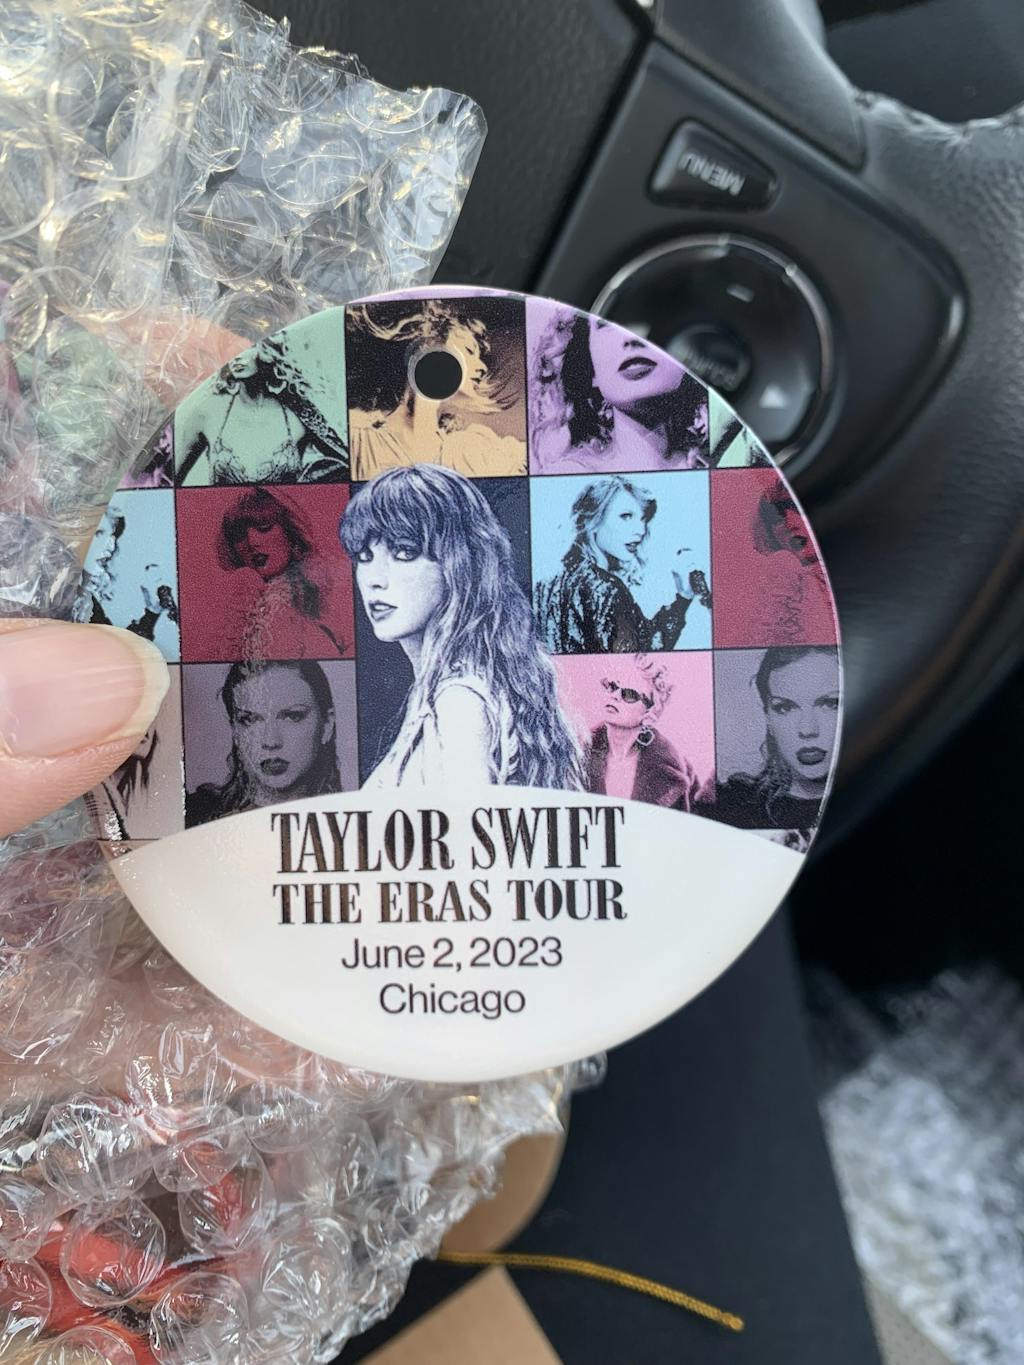 MENU
TAYLOR SWIFT
THE ERAS TOUR
June 2, 2023
Chicago